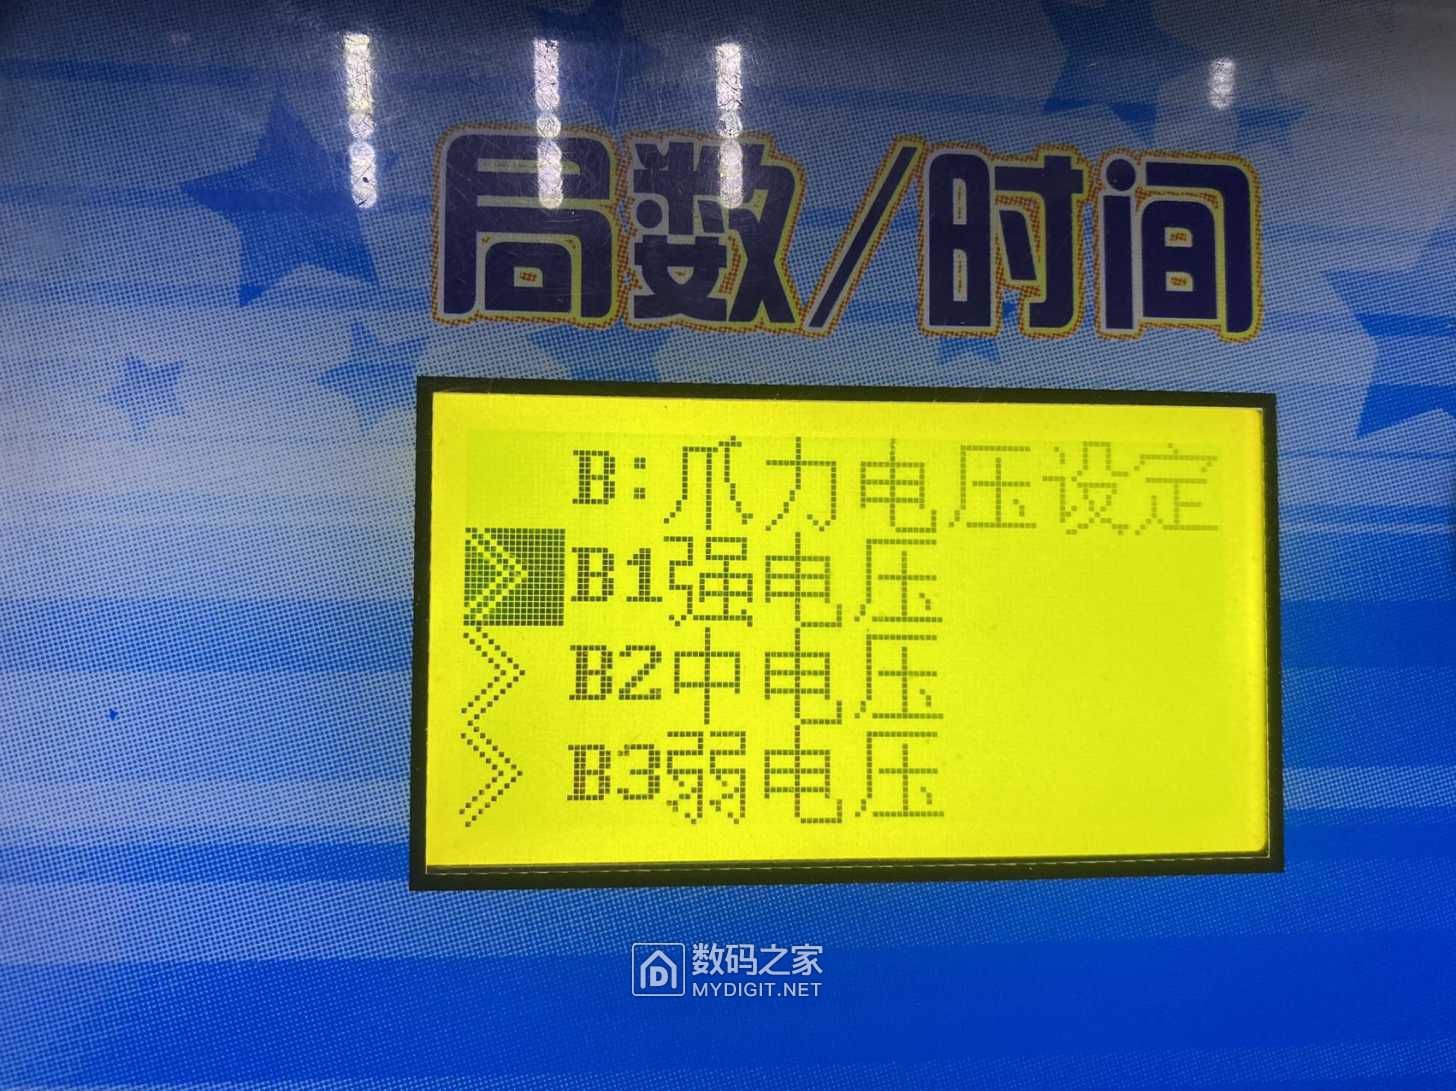 局数/时间
B:爪力电压设定
B1强电压
B2中电压
B3弱电压
数码之家
MYDIGIT.NET